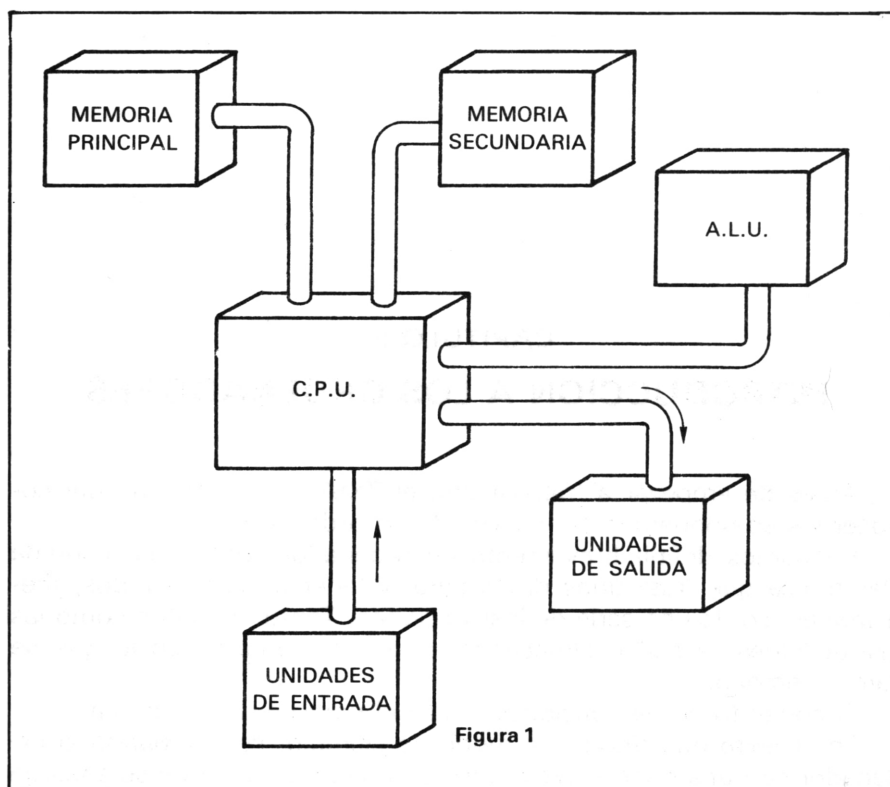 MEMORIA
PRINCIPAL
MEMORIA
SECUNDARIA
A.L.U.
C.P.U.
UNIDADES
DE SALIDA
UNIDADES
DE ENTRADA
Figura 1